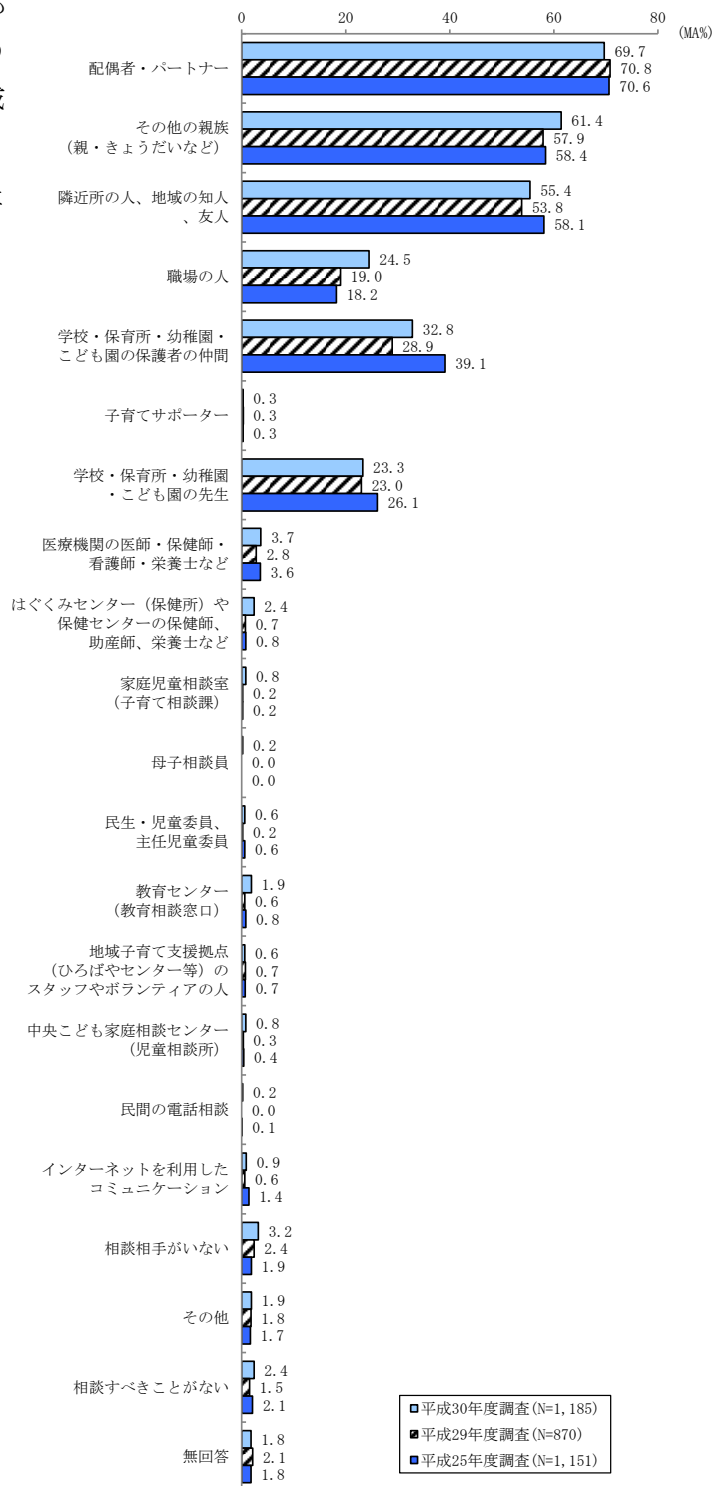 0 20 40 60 80
(MA%)
配偶者・パートナー
69.7
70.8
70.6
その他の親族
(親・きょうだいなど)
61.4
57.9
58.4
隣近所の人、地域の知人
、友人
55.4
53.8
58.1
職場の人
24.5
19.0
18.2
学校・保育所・幼稚園・
こども園の保護者の仲間
32.8
28.9
39.1
子育てサポーター
0.3
0.3
0.3
学校・保育所・幼稚園
・こども園の先生
23.3
23.0
26.1
医療機関の医師・保健師・
看護師・栄養士など
3.7
2.8
3.6
はぐくみセンター(保健所)や
保健センターの保健師、
助産師、栄養士など
2.4
0.7
0.8
家庭児童相談室
(子育て相談課)
0.8
0.2
0.2
母子相談員
0.2
0.0
0.0
民生・児童委員、
主任児童委員
0.6
0.2
0.6
教育センター
(教育相談窓口)
1.9
0.6
0.8
地域子育て支援拠点
(ひろばやセンター等)の
スタッフやボランティアの人
0.6
0.7
0.7
中央こども家庭相談センター
(児童相談所)
0.8
0.3
0.4
民間の電話相談
0.2
0.0
0.1
インターネットを利用した
コミュニケーション
0.9
0.6
1.4
相談相手がいない
3.2
2.4
1.9
その他
1.9
1.8
1.7
相談すべきことがない
2.4
1.5
2.1
無回答
1.8
2.1
1.8
平成30年度調査(N=1,185)
平成29年度調査(N=870)
平成25年度調査(N=1,151)